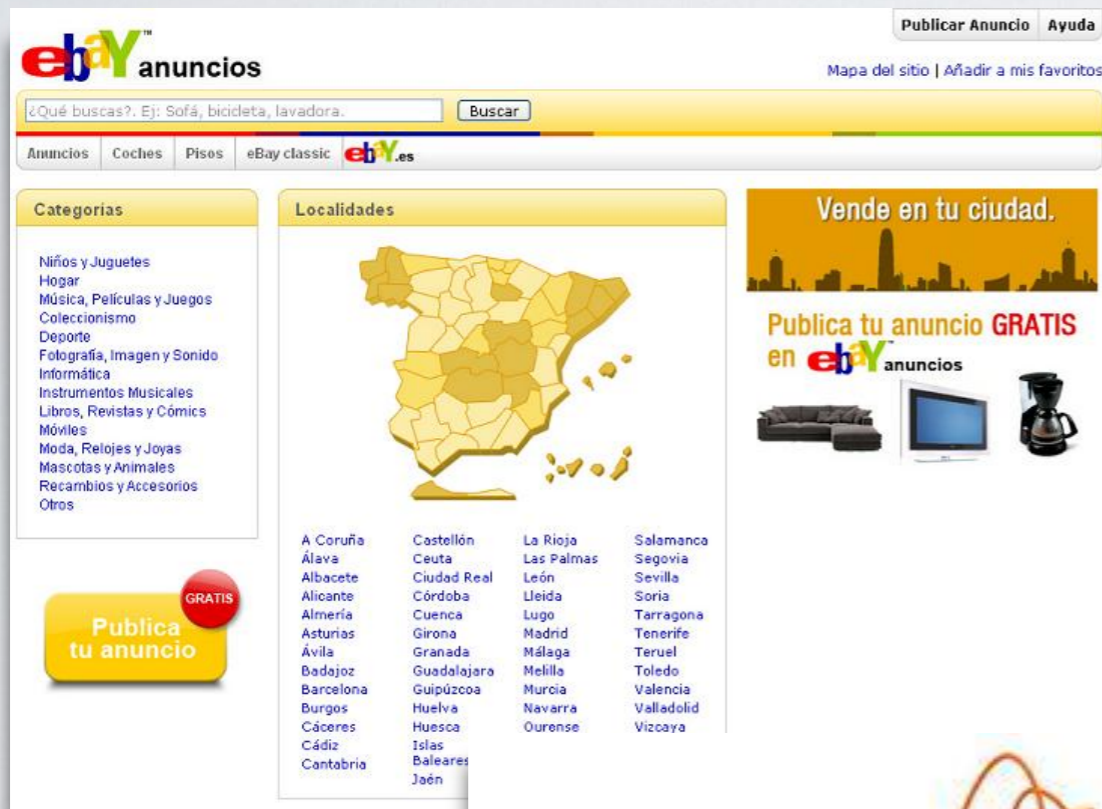 Publicar Anuncio Ayuda
ebaY™ anuncios
Mapa del sitio | Añadir a mis favoritos
¿Qué buscas?. Ej: Sofá, bicicleta, lavadora.
Buscar
Anuncios Coches Pisos eBay classic ebaY.es
Categorías
Niños y Juguetes
Hogar
Música, Películas y Juegos
Coleccionismo
Deporte
Fotografía, Imagen y Sonido
Informática
Instrumentos Musicales
Libros, Revistas y Cómics
Móviles
Moda, Relojes y Joyas
Mascotas y Animales
Recambios y Accesorios
Otros
GRATIS
Publica
tu anuncio
Localidades
A Coruña
Álava
Albacete
Alicante
Almería
Asturias
Ávila
Badajoz
Barcelona
Burgos
Cáceres
Cádiz
Cantabria
Castellón
Ceuta
Ciudad Real
Córdoba
Cuenca
Girona
Granada
Guadalajara
Guipúzcoa
Huelva
Huesca
Islas
Baleares
Jaén
La Rioja
Las Palmas
León
Lleida
Lugo
Madrid
Málaga
Melilla
Murcia
Navarra
Ourense
Salamanca
Segovia
Sevilla
Soria
Tarragona
Tenerife
Teruel
Toledo
Valencia
Valladolid
Vizcaya
Vende en tu ciudad.
Publica tu anuncio GRATIS
en ebaY™ anuncios